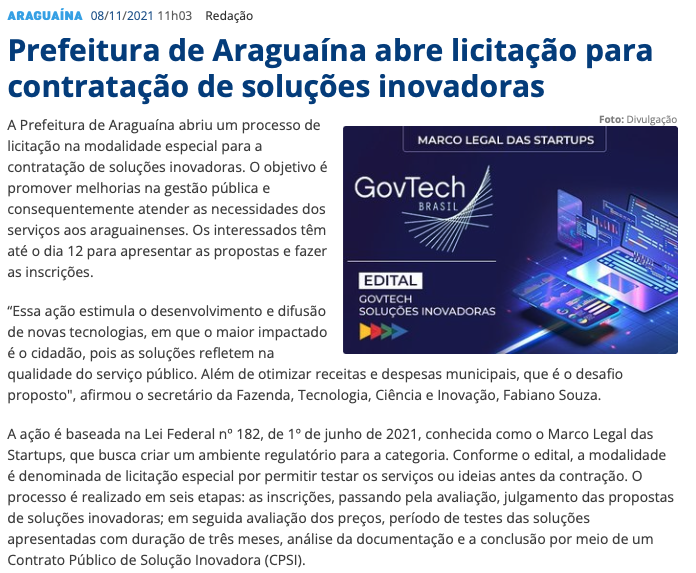 ARAGUAÍNA 08/11/2021 11h03 Redação
Prefeitura de Araguaína abre licitação para
contratação de soluções inovadoras
Foto: Divulgação
A Prefeitura de Araguaína abriu um processo de
licitação na modalidade especial para a
contratação de soluções inovadoras. O objetivo é
promover melhorias na gestão pública e
consequentemente atender as necessidades dos
serviços aos araguainenses. Os interessados têm
até o dia 12 para apresentar as propostas e fazer
as inscrições.
MARCO LEGAL DAS STARTUPS
GovTech
BRASIL
EDITAL
GOVTECH
SOLUÇÕES INOVADORAS
“Essa ação estimula o desenvolvimento e difusão
de novas tecnologias, em que o maior impactado
é o cidadão, pois as soluções refletem na
qualidade do serviço público. Além de otimizar receitas e despesas municipais, que é o desafio
proposto", afirmou o secretário da Fazenda, Tecnologia, Ciência e Inovação, Fabiano Souza.
A ação é baseada na Lei Federal nº 182, de 1º de junho de 2021, conhecida como o Marco Legal das
Startups, que busca criar um ambiente regulatório para a categoria. Conforme o edital, a modalidade
é denominada de licitação especial por permitir testar os serviços ou ideias antes da contração. O
processo é realizado em seis etapas: as inscrições, passando pela avaliação, julgamento das propostas
de soluções inovadoras; em seguida avaliação dos preços, período de testes das soluções
apresentadas com duração de três meses, análise da documentação e a conclusão por meio de um
Contrato Público de Solução Inovadora (CPSI).